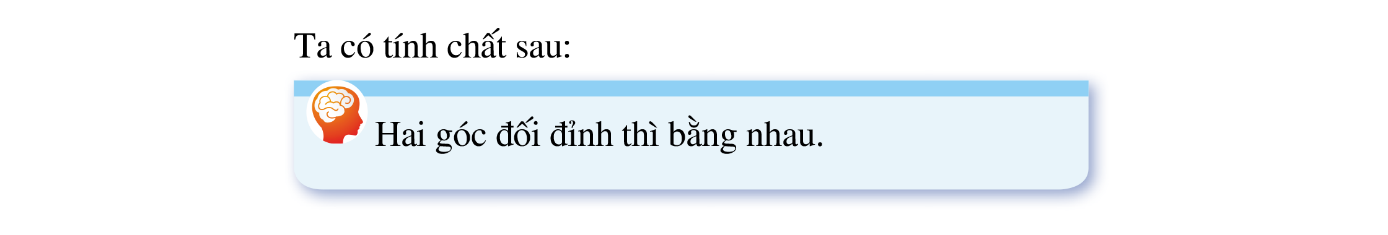 Ta có tính chất sau:
Hai góc đối đỉnh thì bằng nhau.